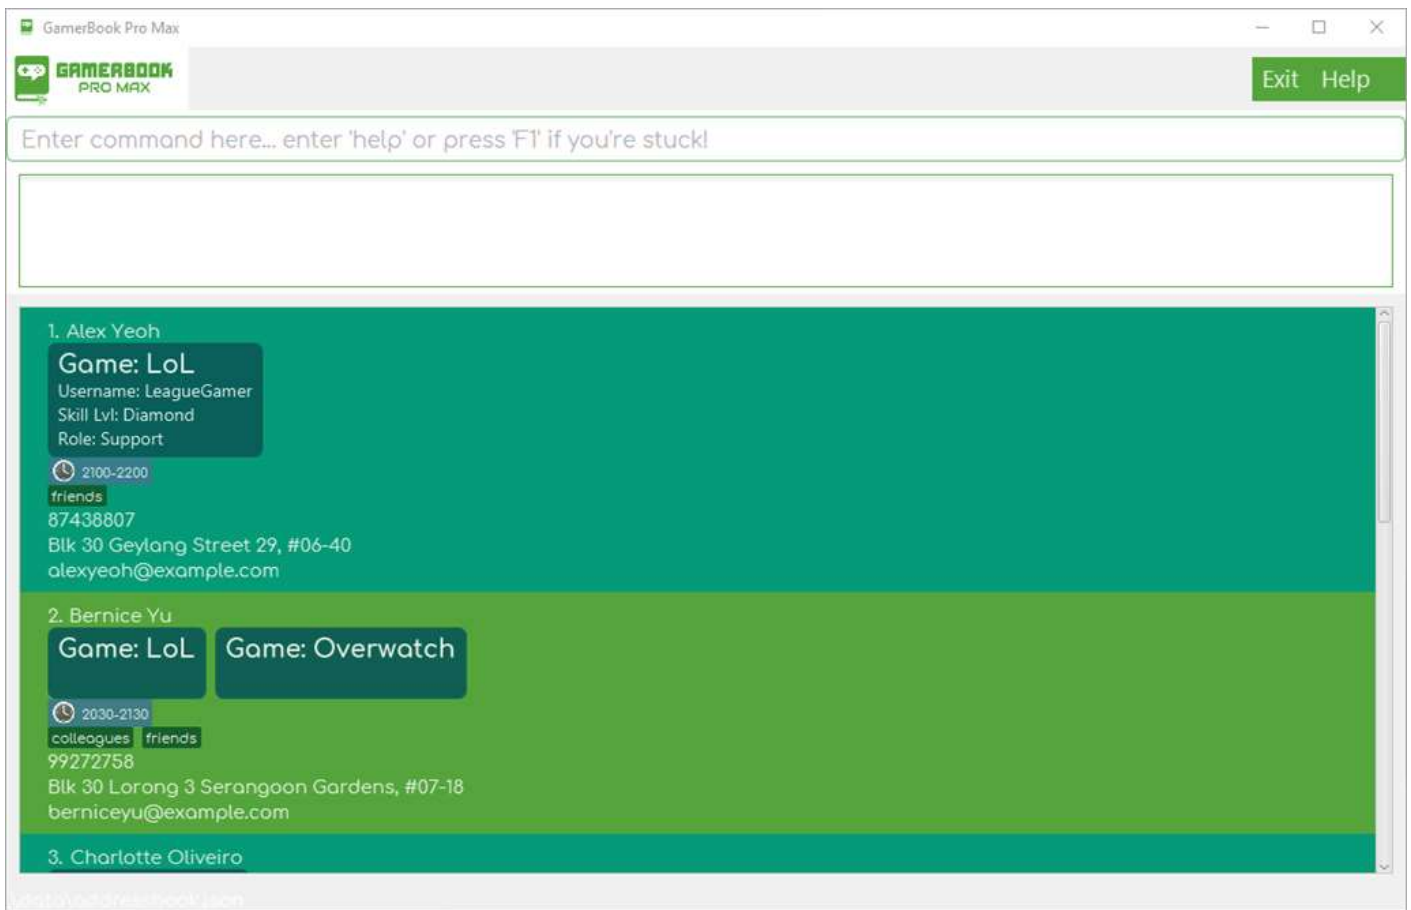 GamerBook Pro Max
GAMERBOOK
PRO MAX
Exit Help
Enter command here... enter 'help' or press 'F1' if you're stuck!
1. Alex Yeoh
Game: LoL
Username: LeagueGamer
Skill Lvl: Diamond
Role: Support
2100-2200
friends
87438807
Blk 30 Geylang Street 29, #06-40
alexyeoh@example.com
2. Bernice Yu
Game: LoL Game: Overwatch
2030-2130
colleagues friends
99272758
Blk 30 Lorong 3 Serangoon Gardens, #07-18
berniceyu@example.com
3. Charlotte Oliveiro